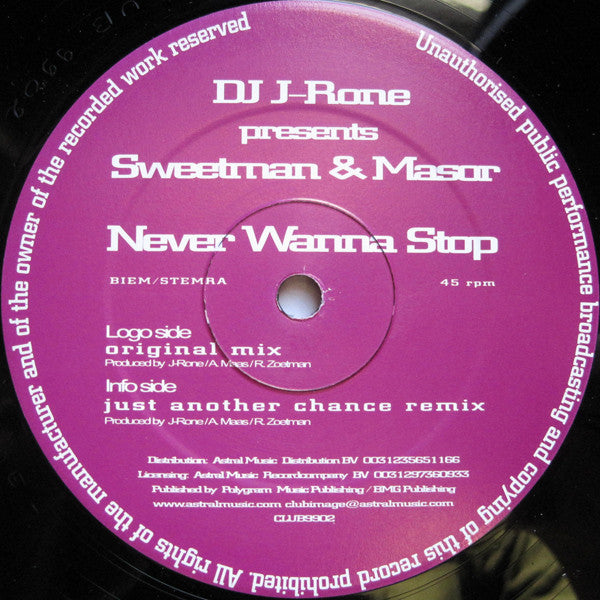 DJ J-Rone
presents
Sweetman & Masor
Never Wanna Stop
BIEM/STEMRA 45 rpm
Logo side
original mix
Produced by J-Rone / A. Maas / R. Zoetman
Info side
just another chance remix
Produced by J-Rone / A. Maas / R. Zoetman
Distribution: Astral Music Distribution BV 0031235651166
Licensing: Astral Music Recordcompany BV 0031297360933
Published by Polygram Music Publishing / BMG Publishing
www.astralmusic.com clubimage@astralmusic.com
CLUB9902
All rights of the manufacturer and of the owner of the recorded work reserved
Unauthorised public performance broadcasting and copying of this record prohibited.